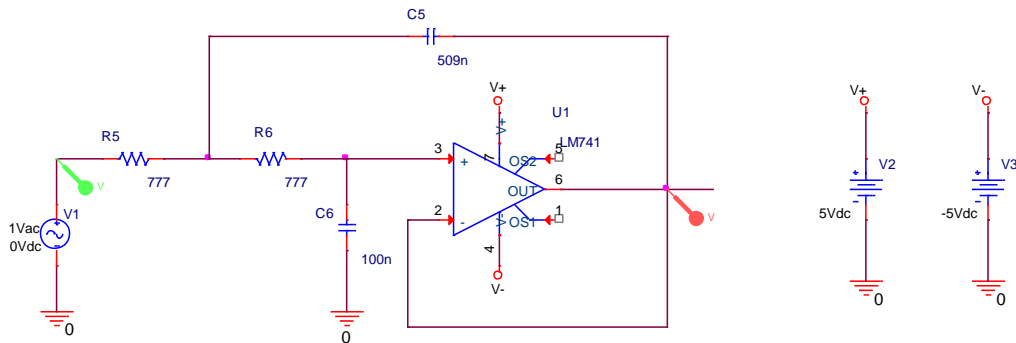 C5
509n
R5
777
R6
777
C6
100n
V
V1
1Vac
0Vdc
0
0
U1
LM741
V+
V+
7
3
+
2
-
OS2
5
OUT
6
OS1
1
V-
4
V-
V
V+
V2
5Vdc
0
V-
V3
-5Vdc
0